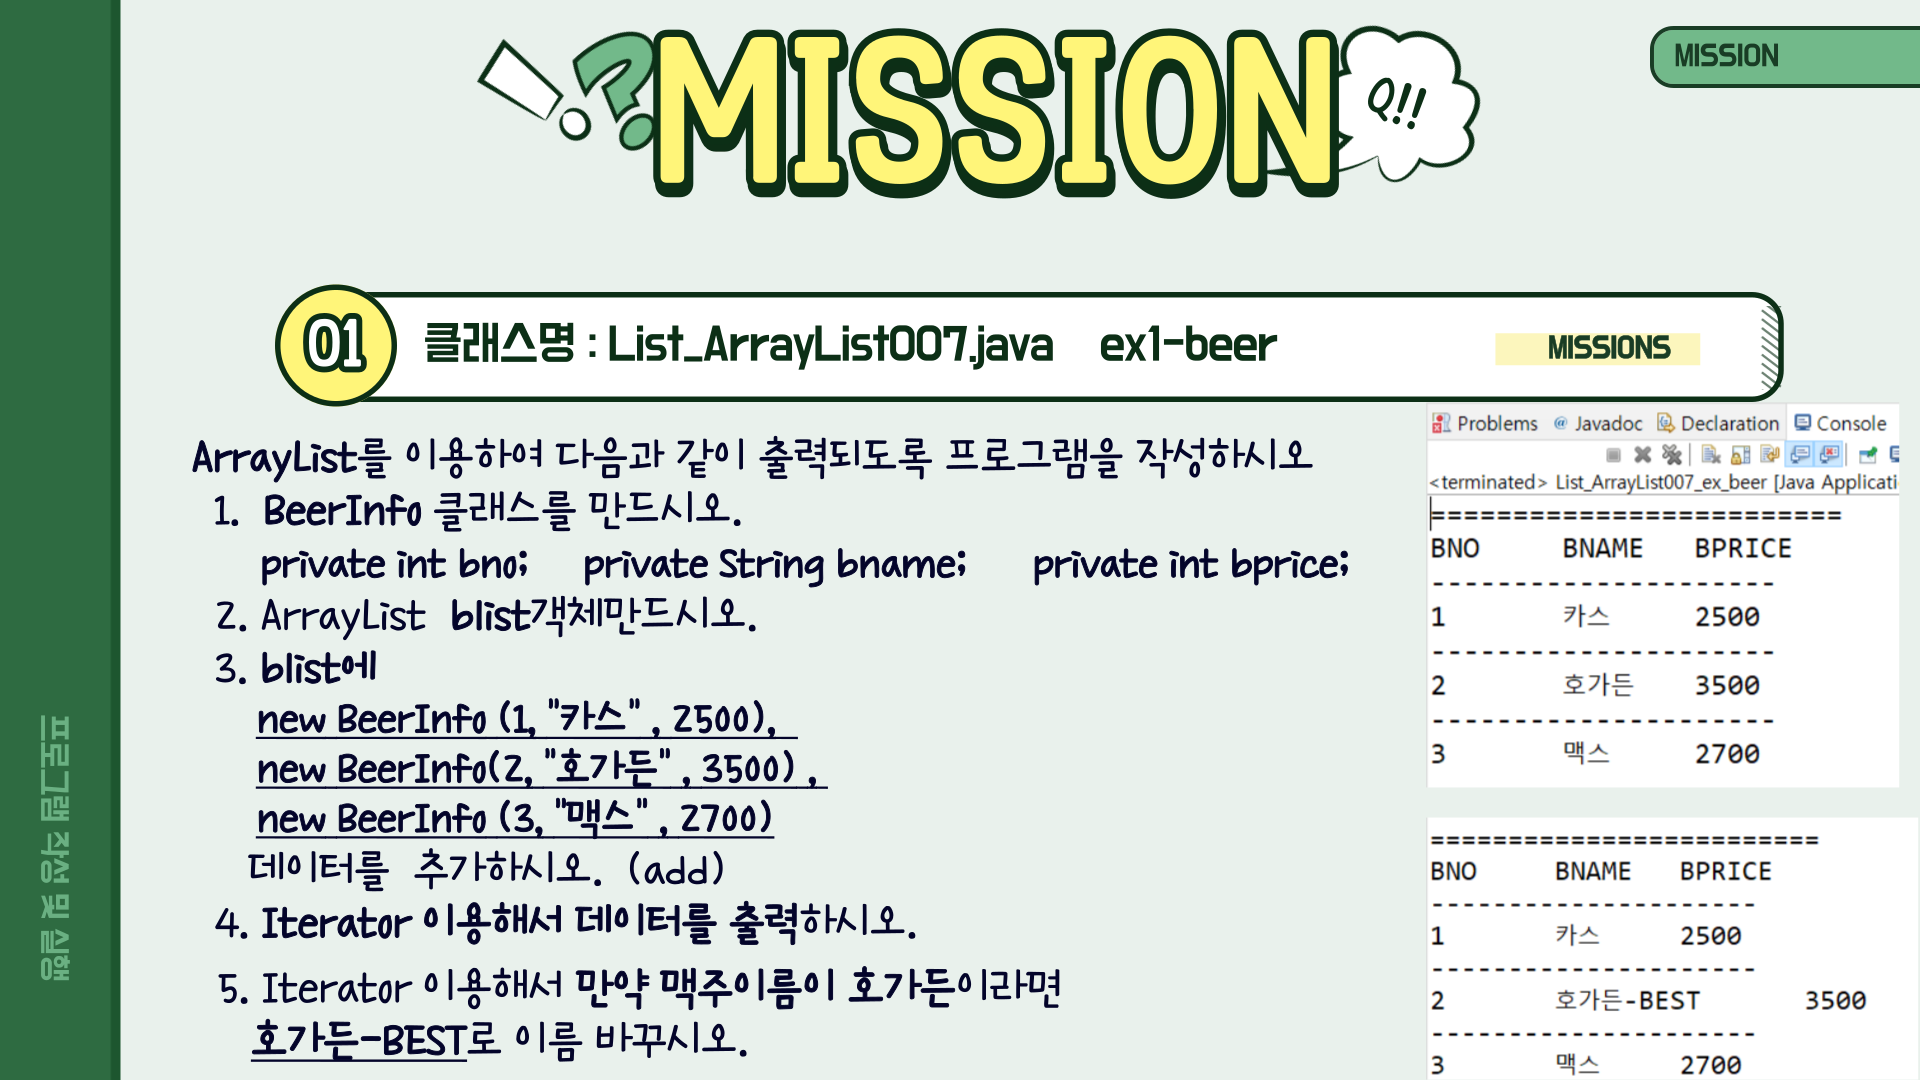 MISSION
Q!!
MISSION
01
클래스명 : List_ArrayList007.java ex1-beer
MISSIONS
ArrayList를 이용하여 다음과 같이 출력되도록 프로그램을 작성하시오
1. BeerInfo 클래스를 만드시오.
private int bno; private String bname; private int bprice;
2. ArrayList blist객체만드시오.
3. blist에
new BeerInfo (1, "카스" , 2500),
new BeerInfo(2, "호가든" , 3500) ,
new BeerInfo (3, "맥스" , 2700)
데이터를 추가하시오. (add)
4. Iterator 이용해서 데이터를 출력하시오.
5. Iterator 이용해서 만약 맥주이름이 호가든이라면
호가든-BEST로 이름 바꾸시오.
Problems @ Javadoc Declaration Console
<terminated> List_ArrayList007_ex_beer [Java Applicati
=========================
BNO BNAME BPRICE
---------------------
1 카스 2500
---------------------
2 호가든 3500
---------------------
3 맥스 2700
=========================
BNO BNAME BPRICE
---------------------
1 카스 2500
---------------------
2 호가든-BEST 3500
---------------------
3 맥스 2700
프로그램 작성 및 실행